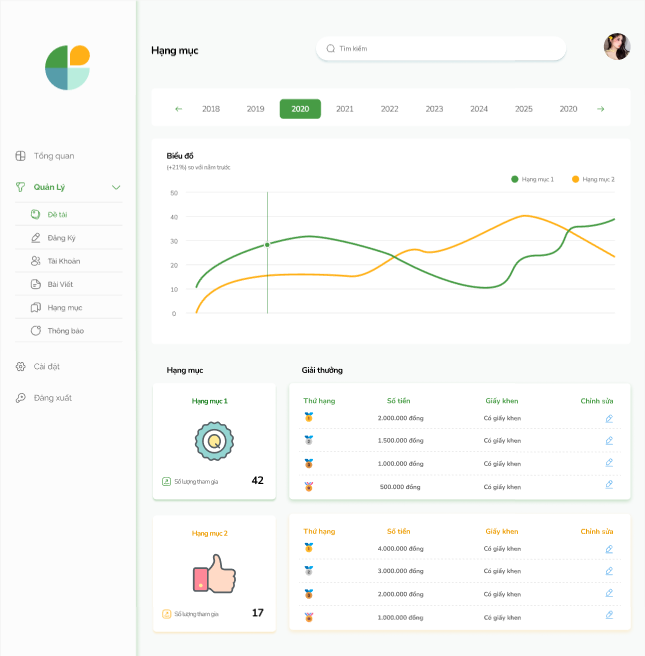 Hạng mục
Tìm kiếm
2018 2019 2020 2021 2022 2023 2024 2025 2020
Tổng quan
Quản Lý
Đề tài
Đăng Ký
Tài Khoản
Bài Viết
Hạng mục
Thông báo
Cài đặt
Đăng xuất
Biểu đồ
(+21%) so với năm trước
Hạng mục 1 Hạng mục 2
50
40
30
20
10
0
Hạng mục
Giải thưởng
Hạng mục 1
Số lượng tham gia 42
Thứ hạng Số tiền Giấy khen Chỉnh sửa
1 2.000.000 đồng Có giấy khen
2 1.500.000 đồng Có giấy khen
3 1,000.000 đồng Có giấy khen
500.000 đồng Có giấy khen
Hạng mục 2
Số lượng tham gia 17
Thứ hạng Số tiền Giấy khen Chỉnh sửa
1 4.000.000 đồng Có giấy khen
2 3.000.000 đồng Có giấy khen
3 2.000.000 đồng Có giấy khen
1.000.000 đồng Có giấy khen